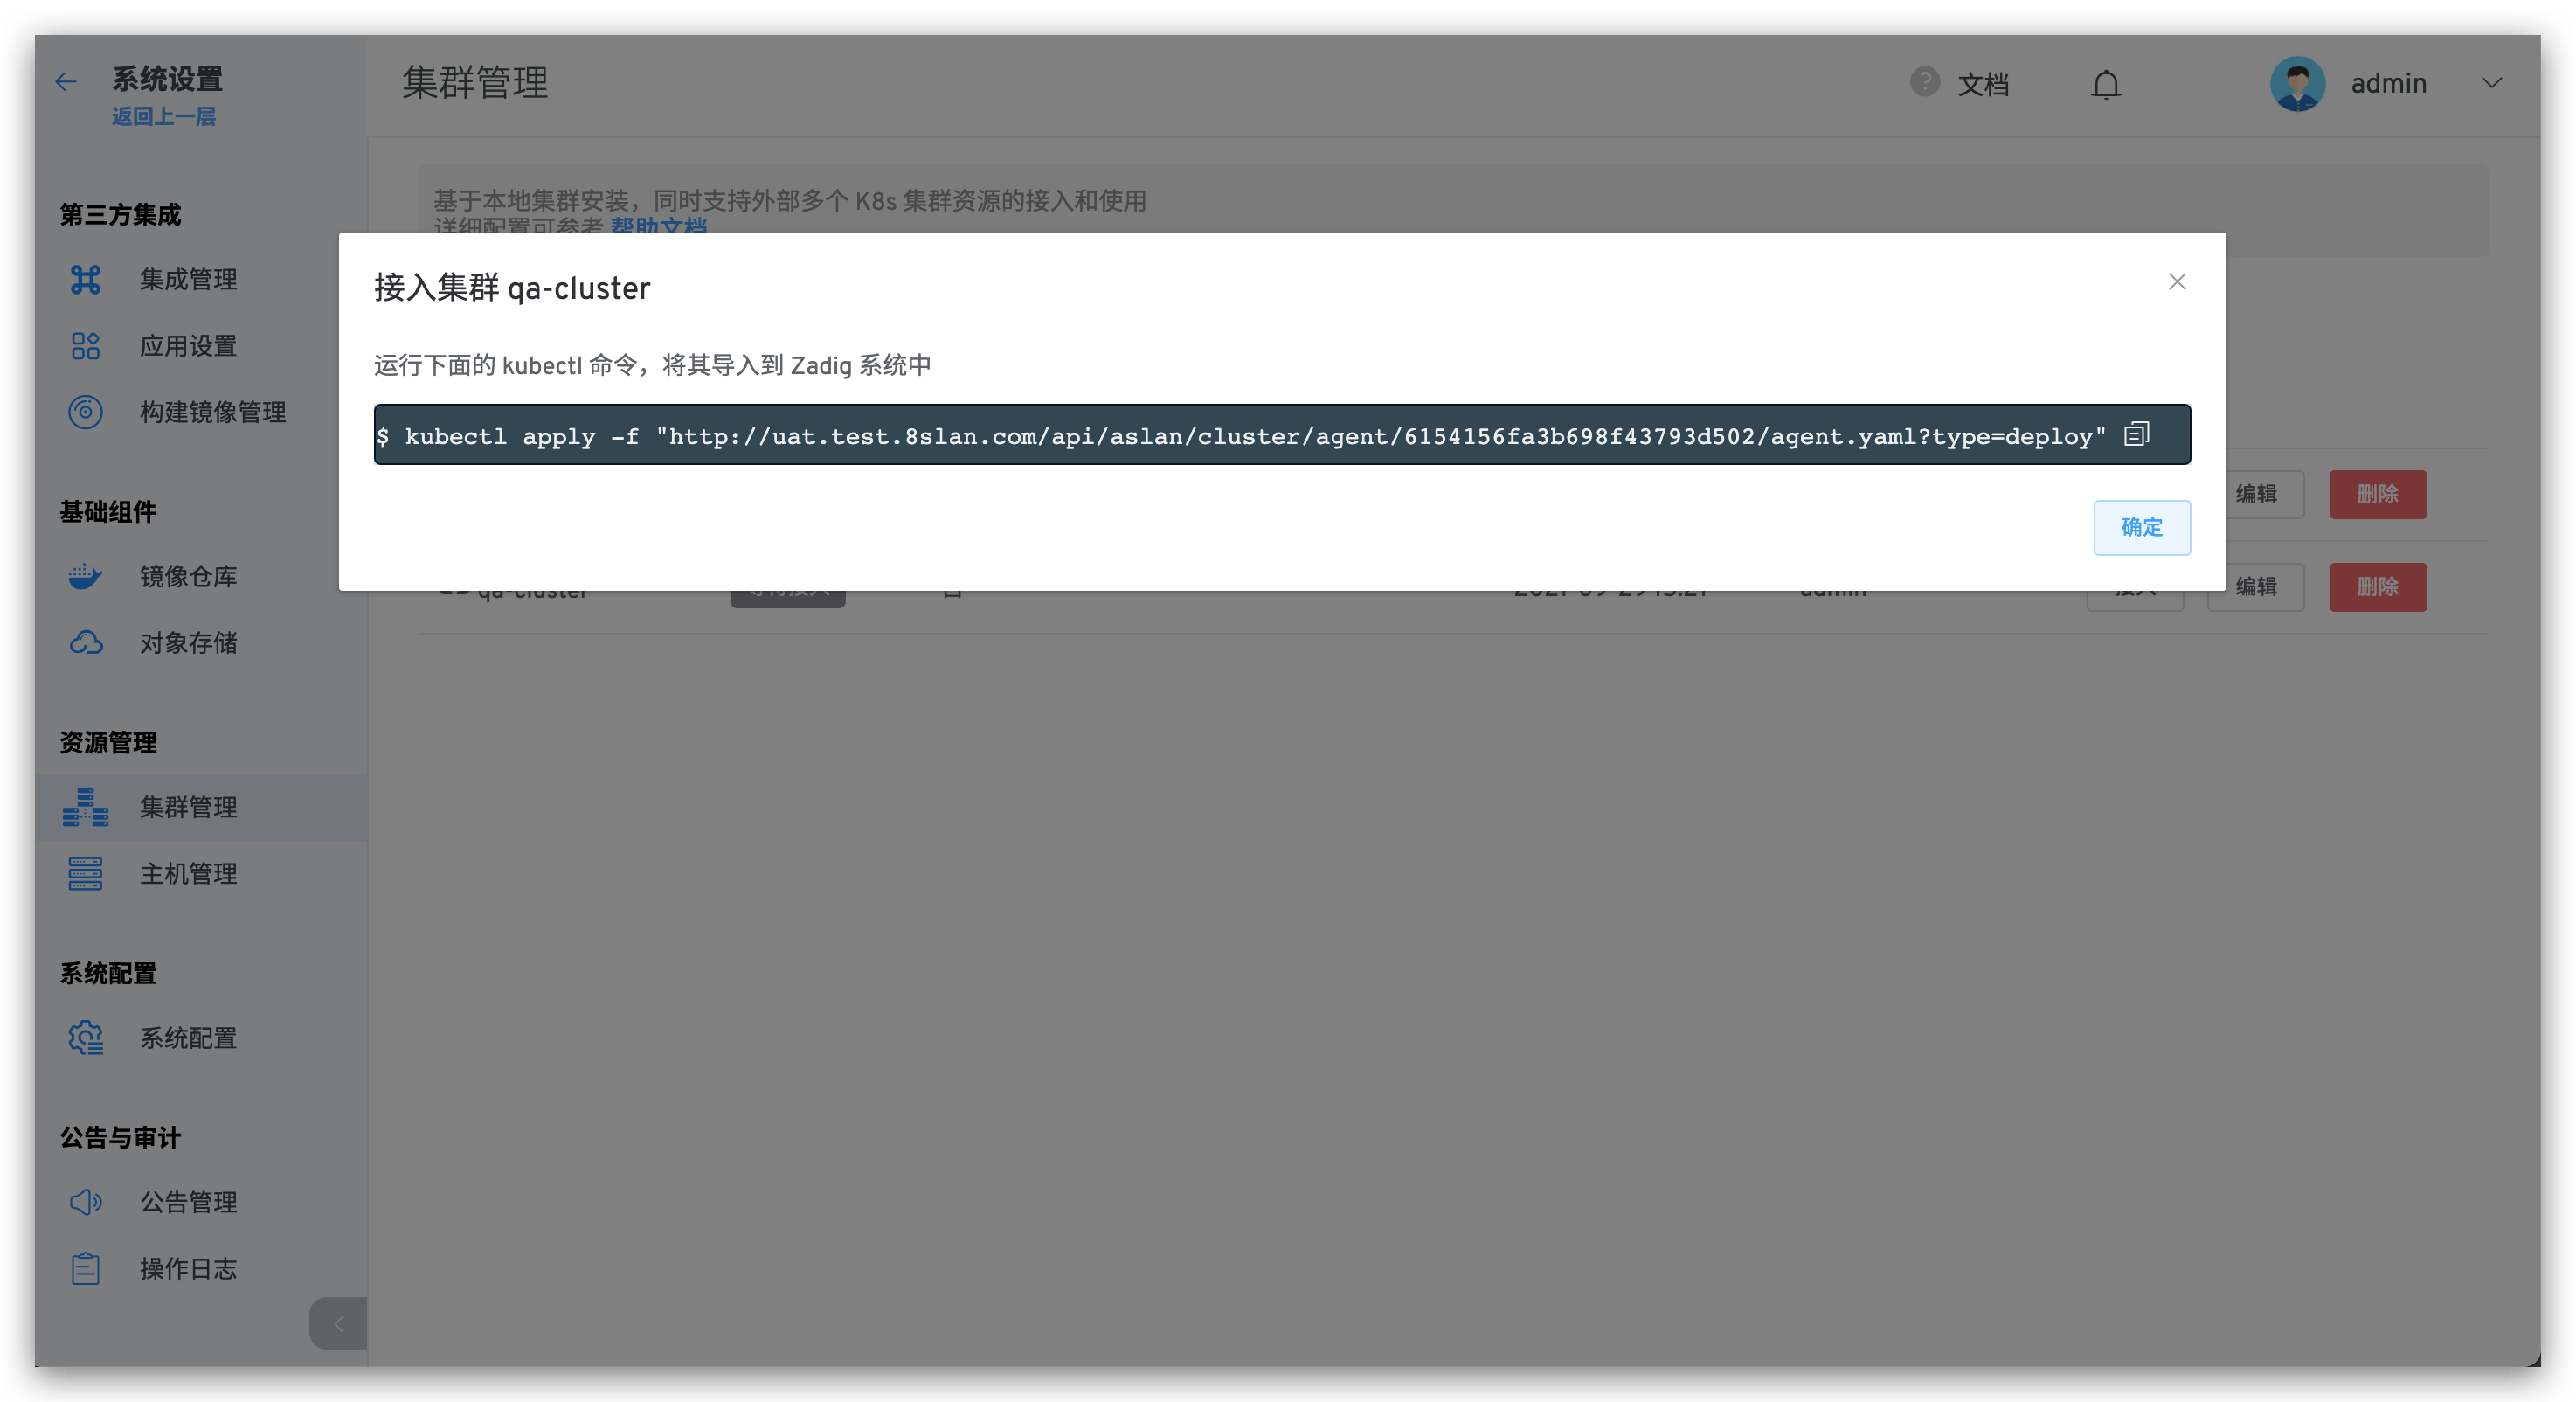 系统设置
返回上一层
集群管理
? 文档
admin
第三方集成
集成管理
应用设置
构建镜像管理
基础组件
镜像仓库
对象存储
资源管理
集群管理
主机管理
系统配置
系统配置
公告与审计
公告管理
操作日志
基于本地集群安装，同时支持外部多个 K8s 集群资源的接入和使用
详细配置可参考 帮助文档
接入集群 qa-cluster
运行下面的 kubectl 命令，将其导入到 Zadig 系统中
$ kubectl apply -f "http://uat.test.8slan.com/api/aslan/cluster/agent/6154156fa3b698f43793d502/agent.yaml?type=deploy"
确定
编辑 删除
qa-cluster admin 编辑 删除